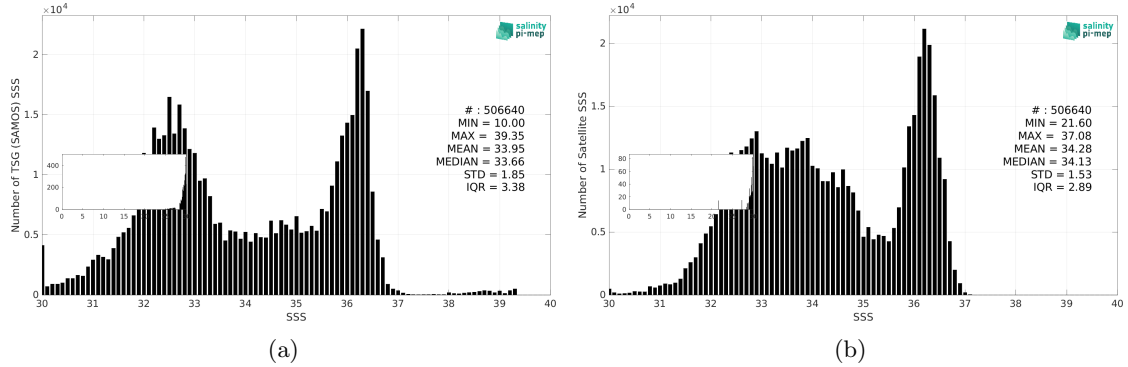 ×10⁴
salinity
pi-mep
2
1.5
1
0.5
0
Number of TSG (SAMOS) SSS
# : 506640
MIN = 10.00
MAX = 39.35
MEAN = 33.95
MEDIAN = 33.66
STD = 1.85
IQR = 3.38
400
200
0
0 5 10 15 20 25
30 31 32 33 34 35 36 37 38 39 40
SSS
(a)
×10⁴
salinity
pi-mep
2
1.5
1
0.5
0
Number of Satellite SSS
# : 506640
MIN = 21.60
MAX = 37.08
MEAN = 34.28
MEDIAN = 34.13
STD = 1.53
IQR = 2.89
80
60
40
20
0
0 5 10 15 20 25
30 31 32 33 34 35 36 37 38 39 40
SSS
(b)